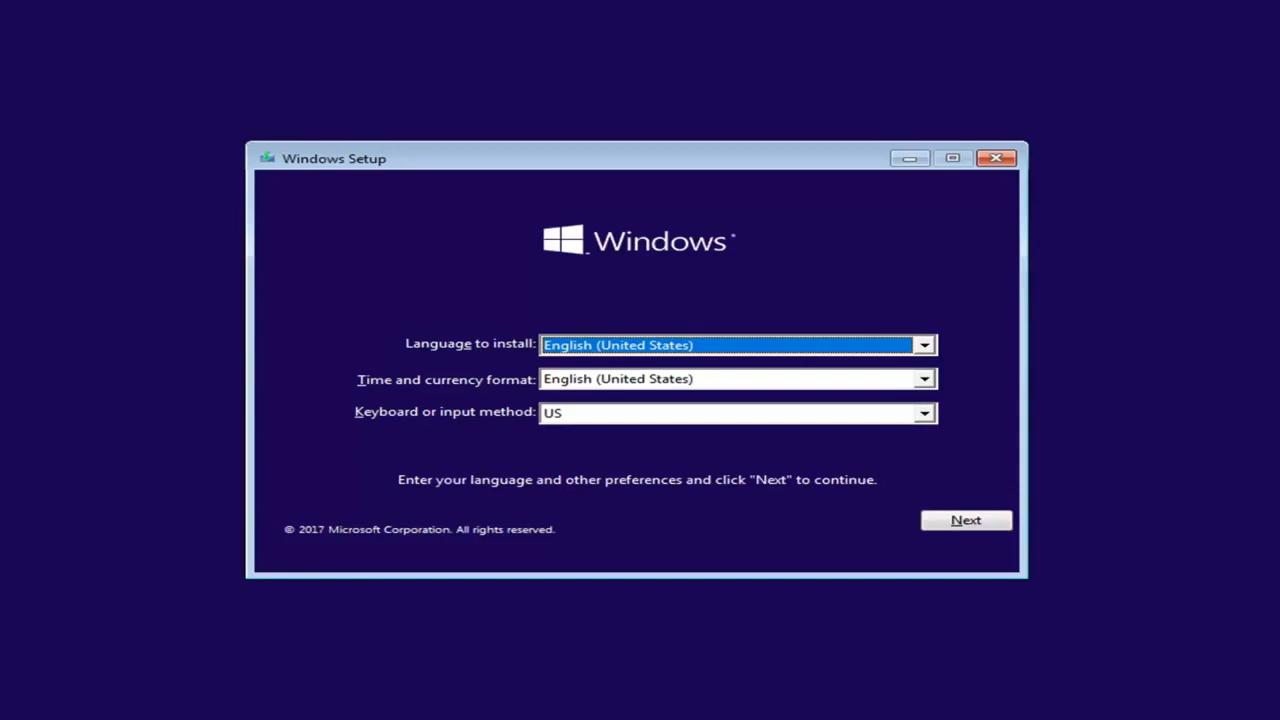 Windows Setup
Windows
Language to install: English (United States)
Time and currency format: English (United States)
Keyboard or input method: US
Enter your language and other preferences and click "Next" to continue.
Next
© 2017 Microsoft Corporation. All rights reserved.